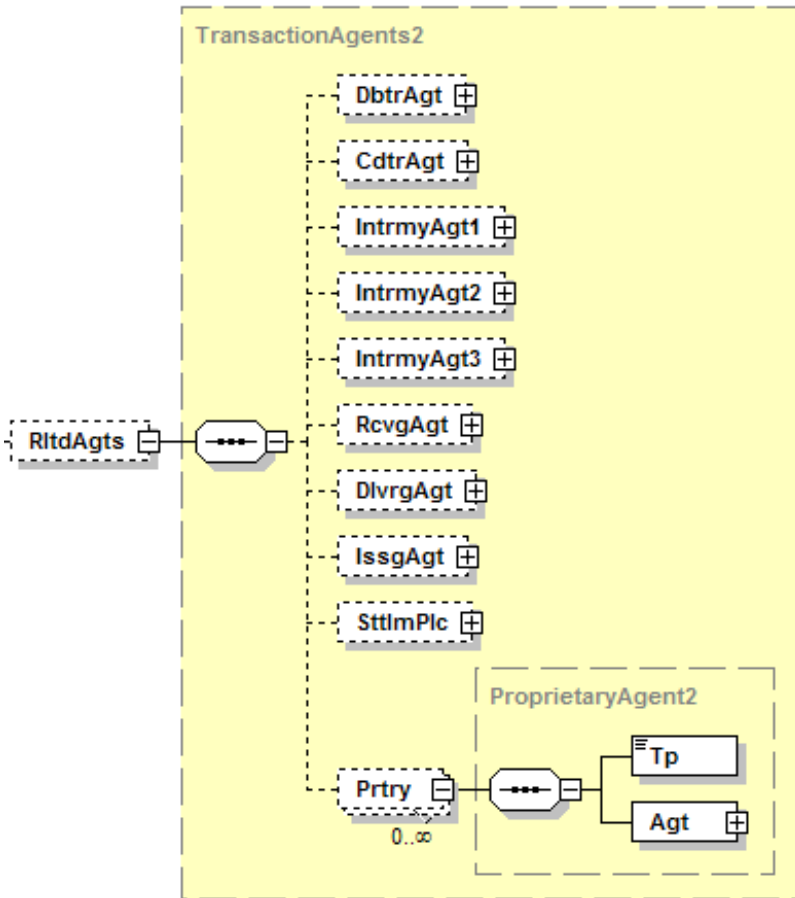 TransactionAgents2
DbtrAgt
CdtrAgt
IntrmyAgt1
IntrmyAgt2
IntrmyAgt3
RltdAgts
RcvgAgt
DlvrgAgt
IssgAgt
SttlmPlc
ProprietaryAgent2
Tp
Prtry
Agt
0..∞